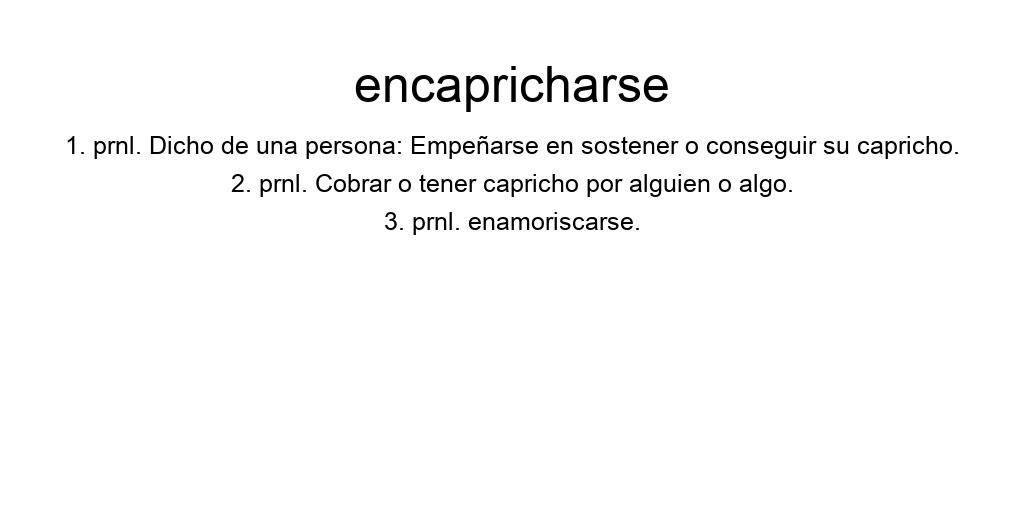 encapricharse
1. prnl. Dicho de una persona: Empeñarse en sostener o conseguir su capricho.
2. prnl. Cobrar o tener capricho por alguien o algo.
3. prnl. enamoriscarse.